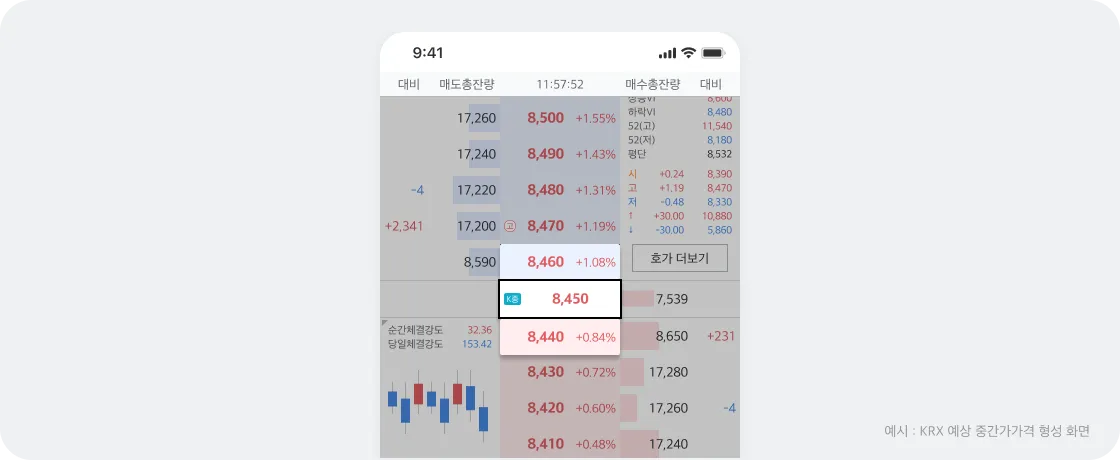 9:41
대비 매도총잔량 11:57:52 매수총잔량 대비
상승VI 8,600
17,260 8,500 +1.55% 하락VI 8,480
52(고) 11,540
52(저) 8,180
17,240 8,490 +1.43% 평단 8,532
시 +0.24 8,390
-4 17,220 8,480 +1.31% 고 +1.19 8,470
저 -0.48 8,330
↑ +30.00 10,880
+2,341 17,200 고 8,470 +1.19% ↓ -30.00 5,860
8,590 8,460 +1.08% 호가 더보기
K중 8,450 7,539
순간체결강도 32.36
8,440 +0.84% 8,650 +231
당일체결강도 153.42
8,430 +0.72% 17,280
8,420 +0.60% 17,260 -4
8,410 +0.48% 17,240
예시 : KRX 예상 중간가가격 형성 화면